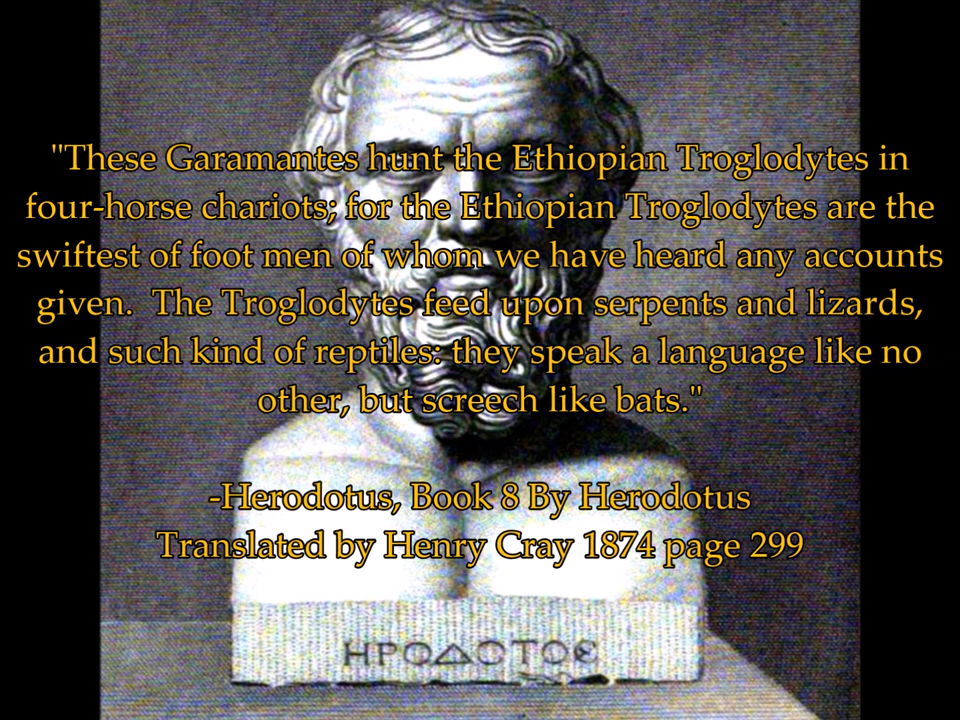 "These Garamantes hunt the Ethiopian Troglodytes in
four-horse chariots; for the Ethiopian Troglodytes are the
swiftest of foot men of whom we have heard any accounts
given. The Troglodytes feed upon serpents and lizards,
and such kind of reptiles: they speak a language like no
other, but screech like bats."
-Herodotus, Book 8 By Herodotus
Translated by Henry Cray 1874 page 299
ΗΡΟΔΟΤΟΣ